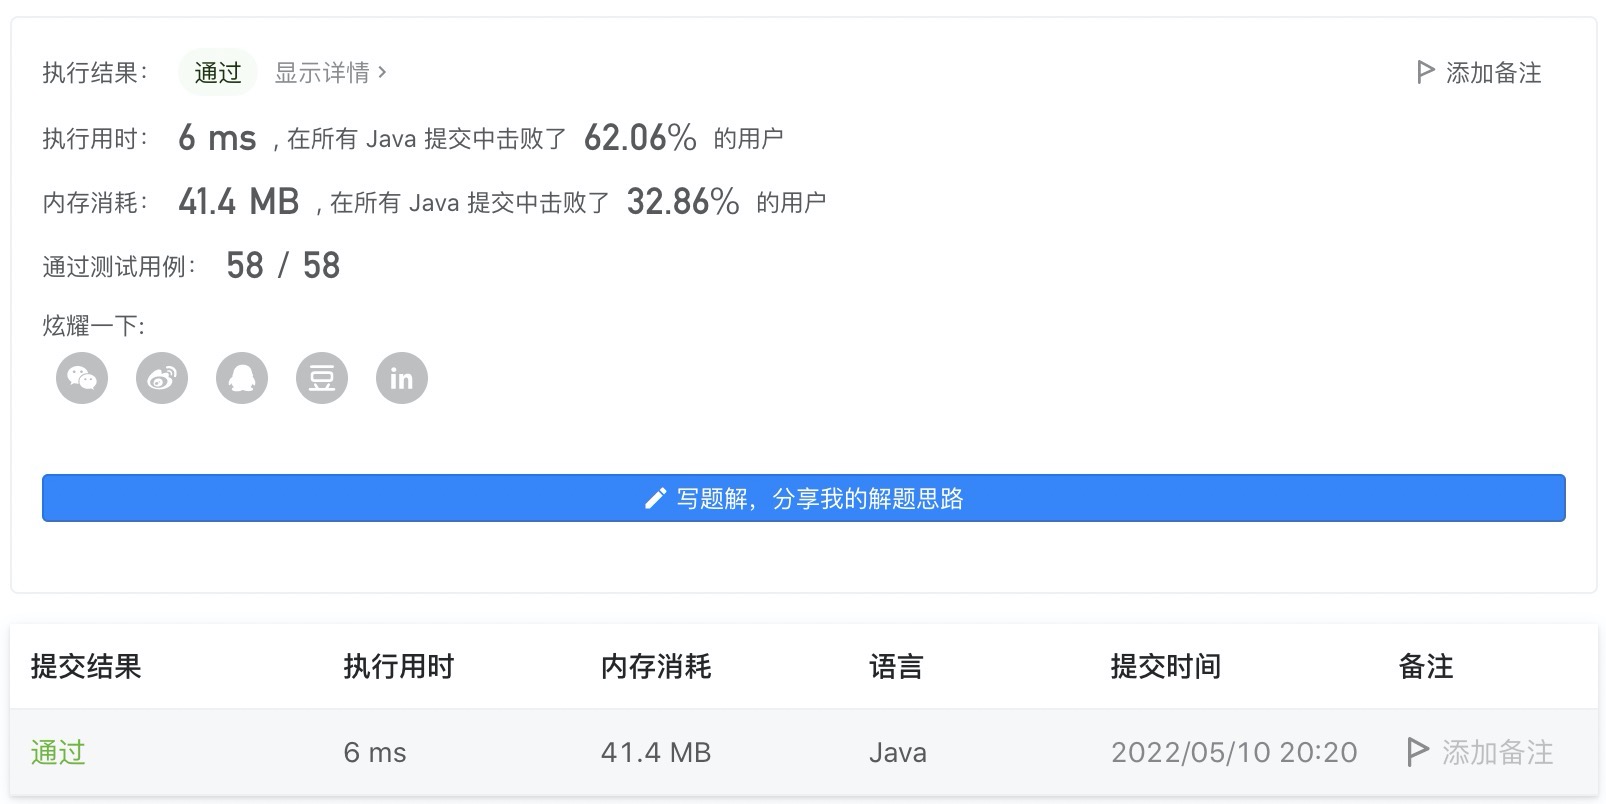 执行结果： 通过 显示详情 › 添加备注
执行用时： 6 ms , 在所有 Java 提交中击败了 62.06% 的用户
内存消耗： 41.4 MB , 在所有 Java 提交中击败了 32.86% 的用户
通过测试用例： 58 / 58
炫耀一下:
豆 in
写题解，分享我的解题思路
提交结果 执行用时 内存消耗 语言 提交时间 备注
通过 6 ms 41.4 MB Java 2022/05/10 20:20 添加备注